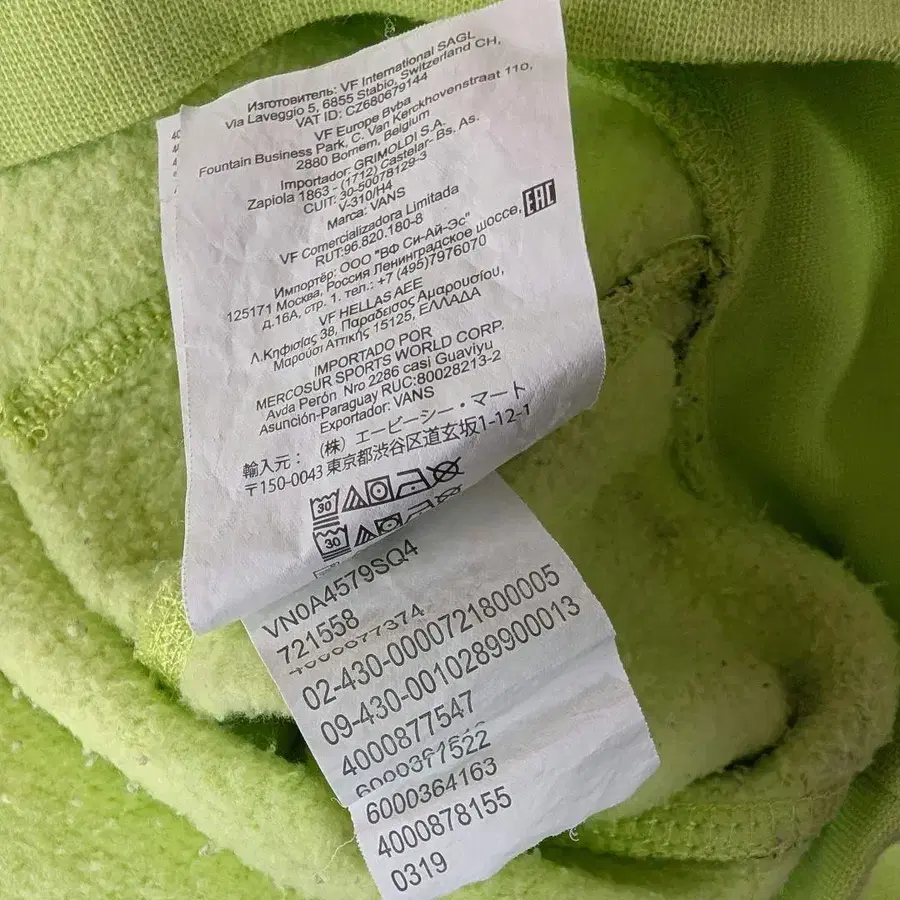 Изготовитель: VF International SAGL
Via Laveggio 5, 6855 Stabio, Switzerland CH,
VAT ID: CZ680679144
VF Europe Bvba
Fountain Business Park, C. Van Kerckhovenstraat 110,
2880 Bornem, Belgium
Importador: GRIMOLDI S.A.
Zapiola 1863 - (1712) Castelar- Bs. As.
CUIT: 30-50078129-3
V-310/H4
Marca: VANS
VF Comercializadora Limitada
RUT:96.820.180-8
Импортёр: ООО "ВФ Си-Ай-Эс"
125171 Москва, Россия Ленинградское шоссе,
д.16А, стр. 1. тел.: +7 (495)7976070
EAC
VF HELLAS AEE
Λ.Κηφισίας 38, Παράδεισος Αμαρουσίου,
Μαρούσι Αττικής 15125, ΕΛΛΑΔΑ
IMPORTADO POR
MERCOSUR SPORTS WORLD CORP.
Avda Perón Nro 2286 casi Guaviyu
Asunción-Paraguay RUC:80028213-2
Exportador: VANS
輸入元： （株）エービーシー・マート
〒150-0043 東京都渋谷区道玄坂1-12-1
30
30
VN0A4579SQ4
721558
4000877374
02-430-0000721800005
09-430-0010289900013
4000877547
6000377522
6000364163
4000878155
0319